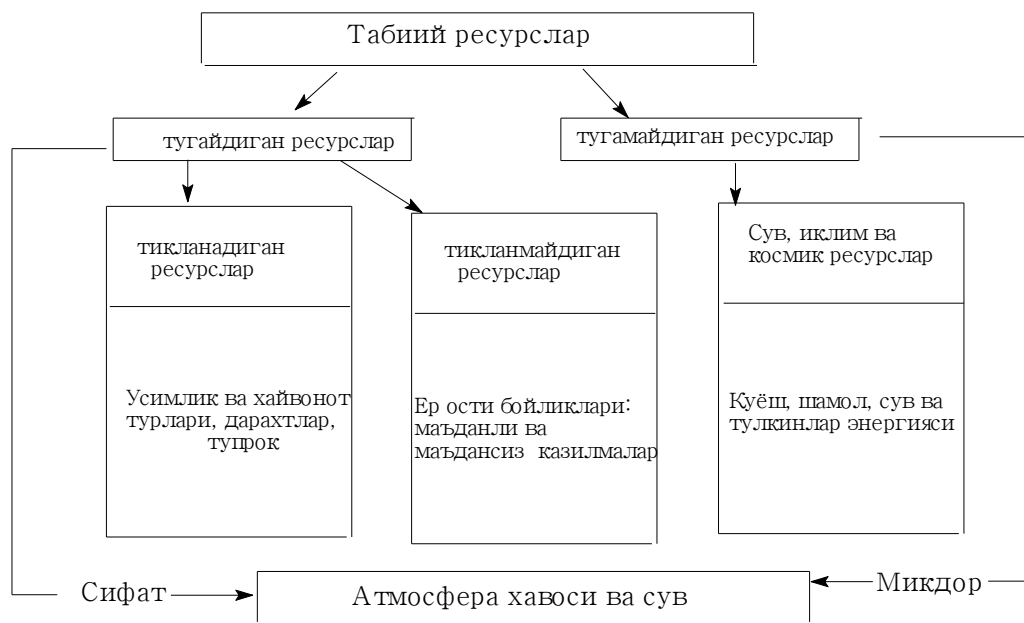 Табиий ресурслар
тугайдиган ресурслар
тугамайдиган ресурслар
тикланадиган
ресурслар
тикланмайдиган
ресурслар
Сув, иклим ва
космик ресурслар
Усимлик ва хайвонот
турлари, дарахтлар,
тупрок
Ер ости бойликлари:
маъданли ва
маъдансиз казилмалар
Куёш, шамол, сув ва
тулкинлар энергияси
Сифат
Атмосфера хавоси ва сув
Микдор